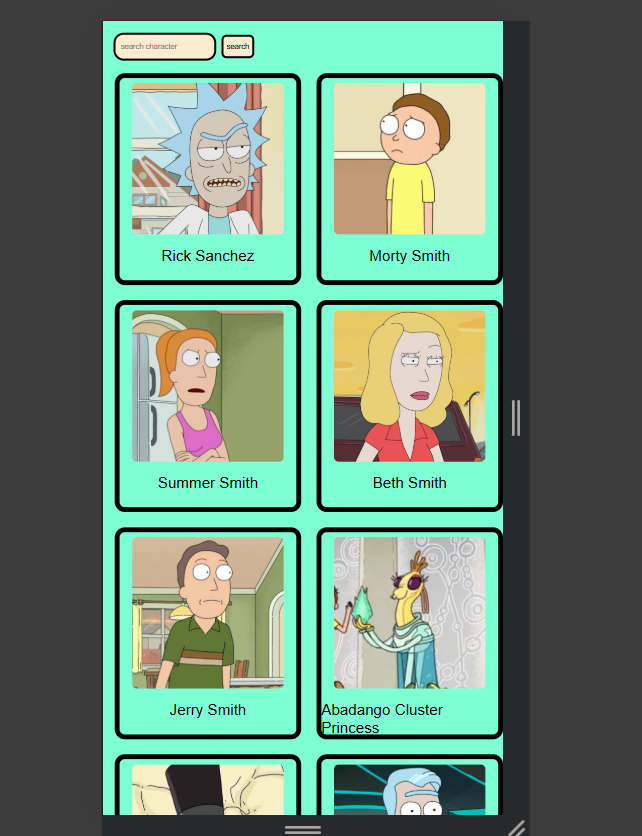 search character
search
Rick Sanchez
Morty Smith
Summer Smith
Beth Smith
Jerry Smith
Abadango Cluster
Princess